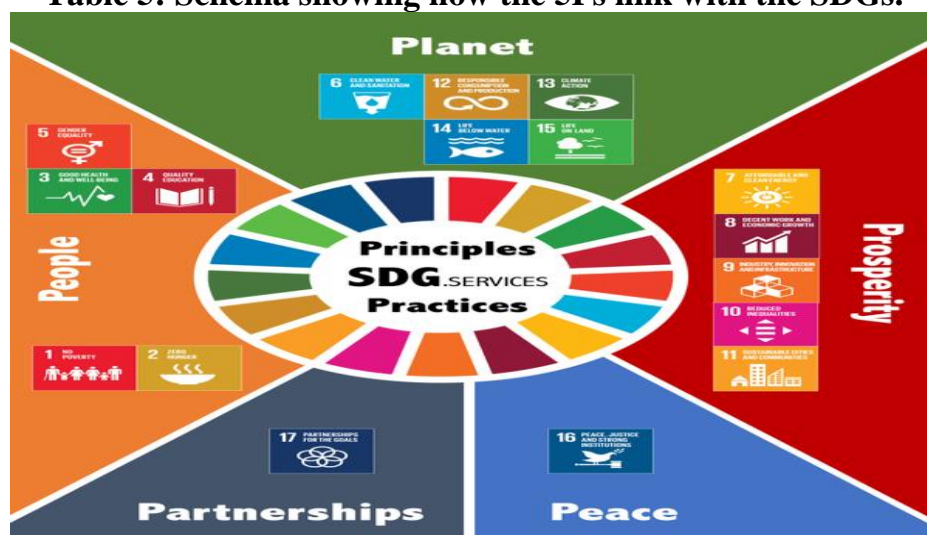 Table 5: Schema showing how the 5Ps link with the SDGs.
Planet
6 CLEAN WATER
AND SANITATION
12 RESPONSIBLE
CONSUMPTION
AND PRODUCTION
13 CLIMATE
ACTION
14 LIFE
BELOW WATER
15 LIFE
ON LAND
5 GENDER
EQUALITY
3 GOOD HEALTH
AND WELL-BEING
4 QUALITY
EDUCATION
People
1 NO
POVERTY
2 ZERO
HUNGER
Principles
SDG.SERVICES
Practices
7 AFFORDABLE AND
CLEAN ENERGY
8 DECENT WORK AND
ECONOMIC GROWTH
9 INDUSTRY, INNOVATION
AND INFRASTRUCTURE
10 REDUCED
INEQUALITIES
11 SUSTAINABLE CITIES
AND COMMUNITIES
Prosperity
17 PARTNERSHIPS
FOR THE GOALS
Partnerships
16 PEACE, JUSTICE
AND STRONG
INSTITUTIONS
Peace